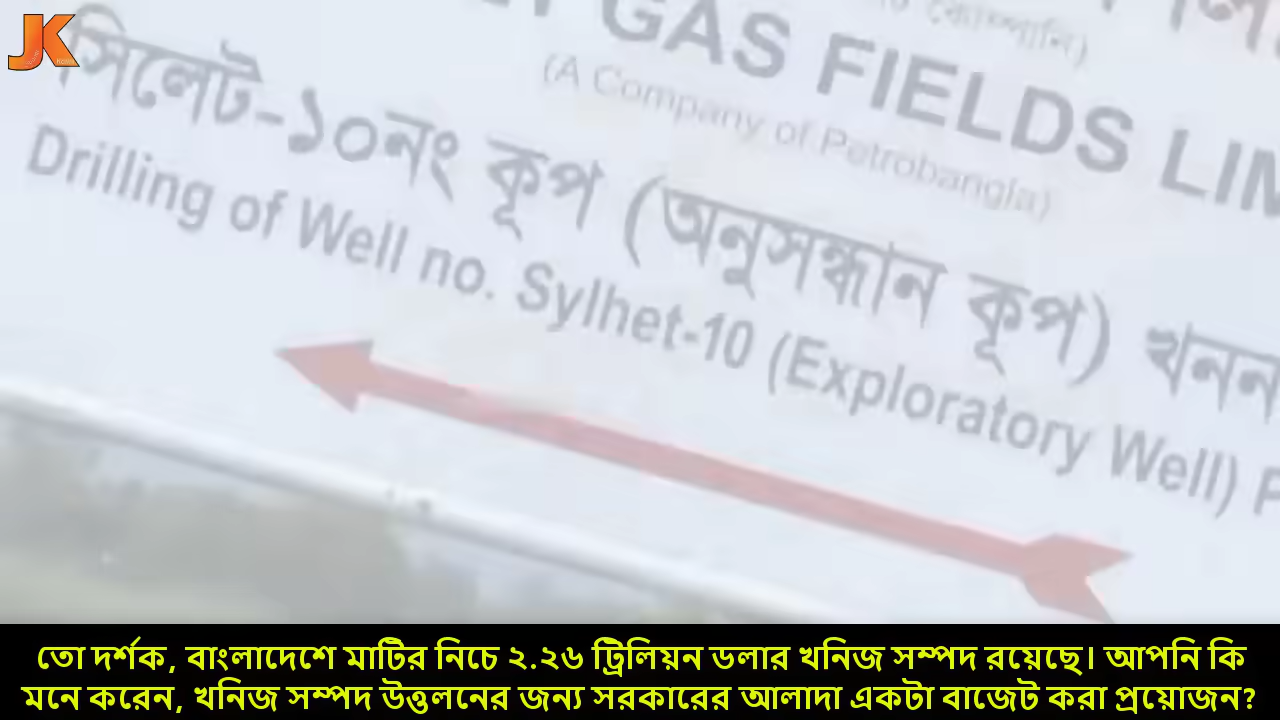 JK
GAS FIELDS
(A Company of Petrobangla)
সিলেট-১০নং কূপ (অনুসন্ধান কূপ) খনন
Drilling of Well no. Sylhet-10 (Exploratory Well)
তো দর্শক, বাংলাদেশে মাটির নিচে ২.২৬ ট্রিলিয়ন ডলার খনিজ সম্পদ রয়েছে। আপনি কি
মনে করেন, খনিজ সম্পদ উত্তলনের জন্য সরকারের আলাদা একটা বাজেট করা প্রয়োজন?